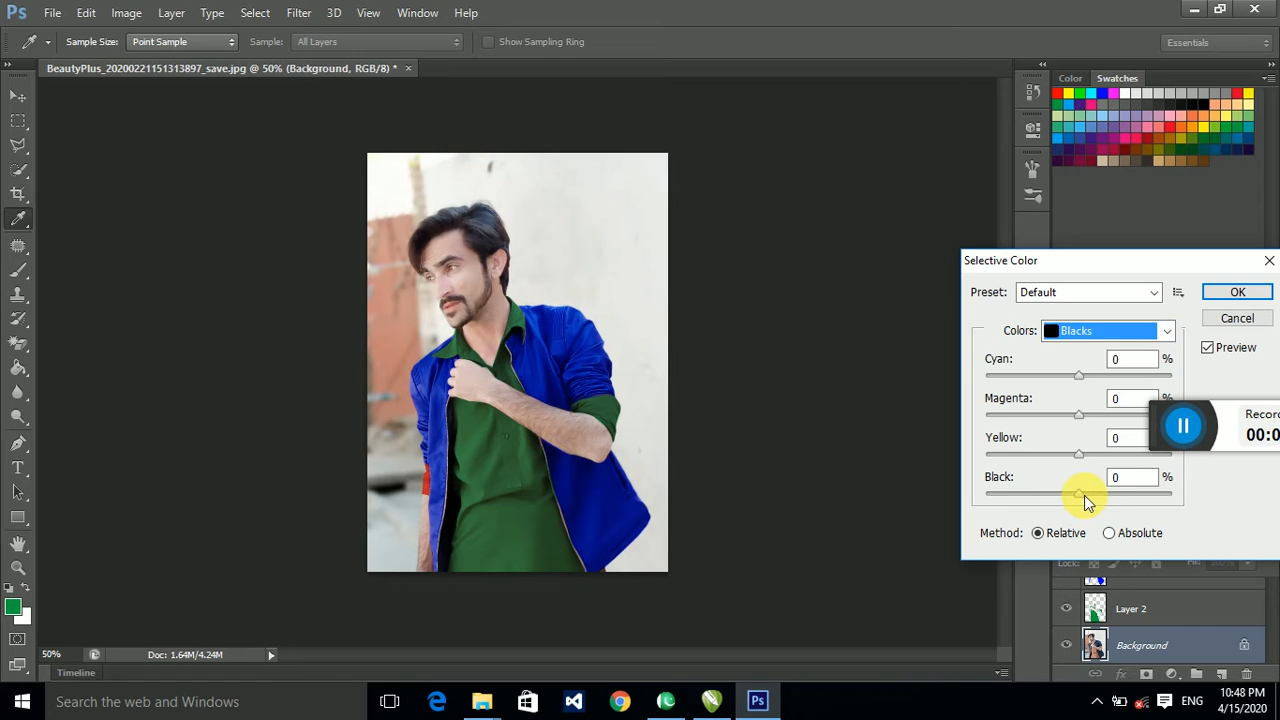 Ps File Edit Image Layer Type Select Filter 3D View Window Help
Sample Size: Point Sample Sample: All Layers Show Sampling Ring Essentials
BeautyPlus_20200221151313897_save.jpg @ 50% (Background, RGB/8) * ×
Color Swatches
Selective Color
Preset: Default OK
Colors: Blacks Cancel
Preview
Cyan: 0 %
Magenta: 0
Yellow: 0
Black: 0 %
Method: Relative Absolute
Recor
00:0
Lock: Fill: 100%
Layer 2
Background
50% Doc: 1.64M/4.24M
Timeline
Search the web and Windows
Ps
ENG
10:48 PM
4/15/2020